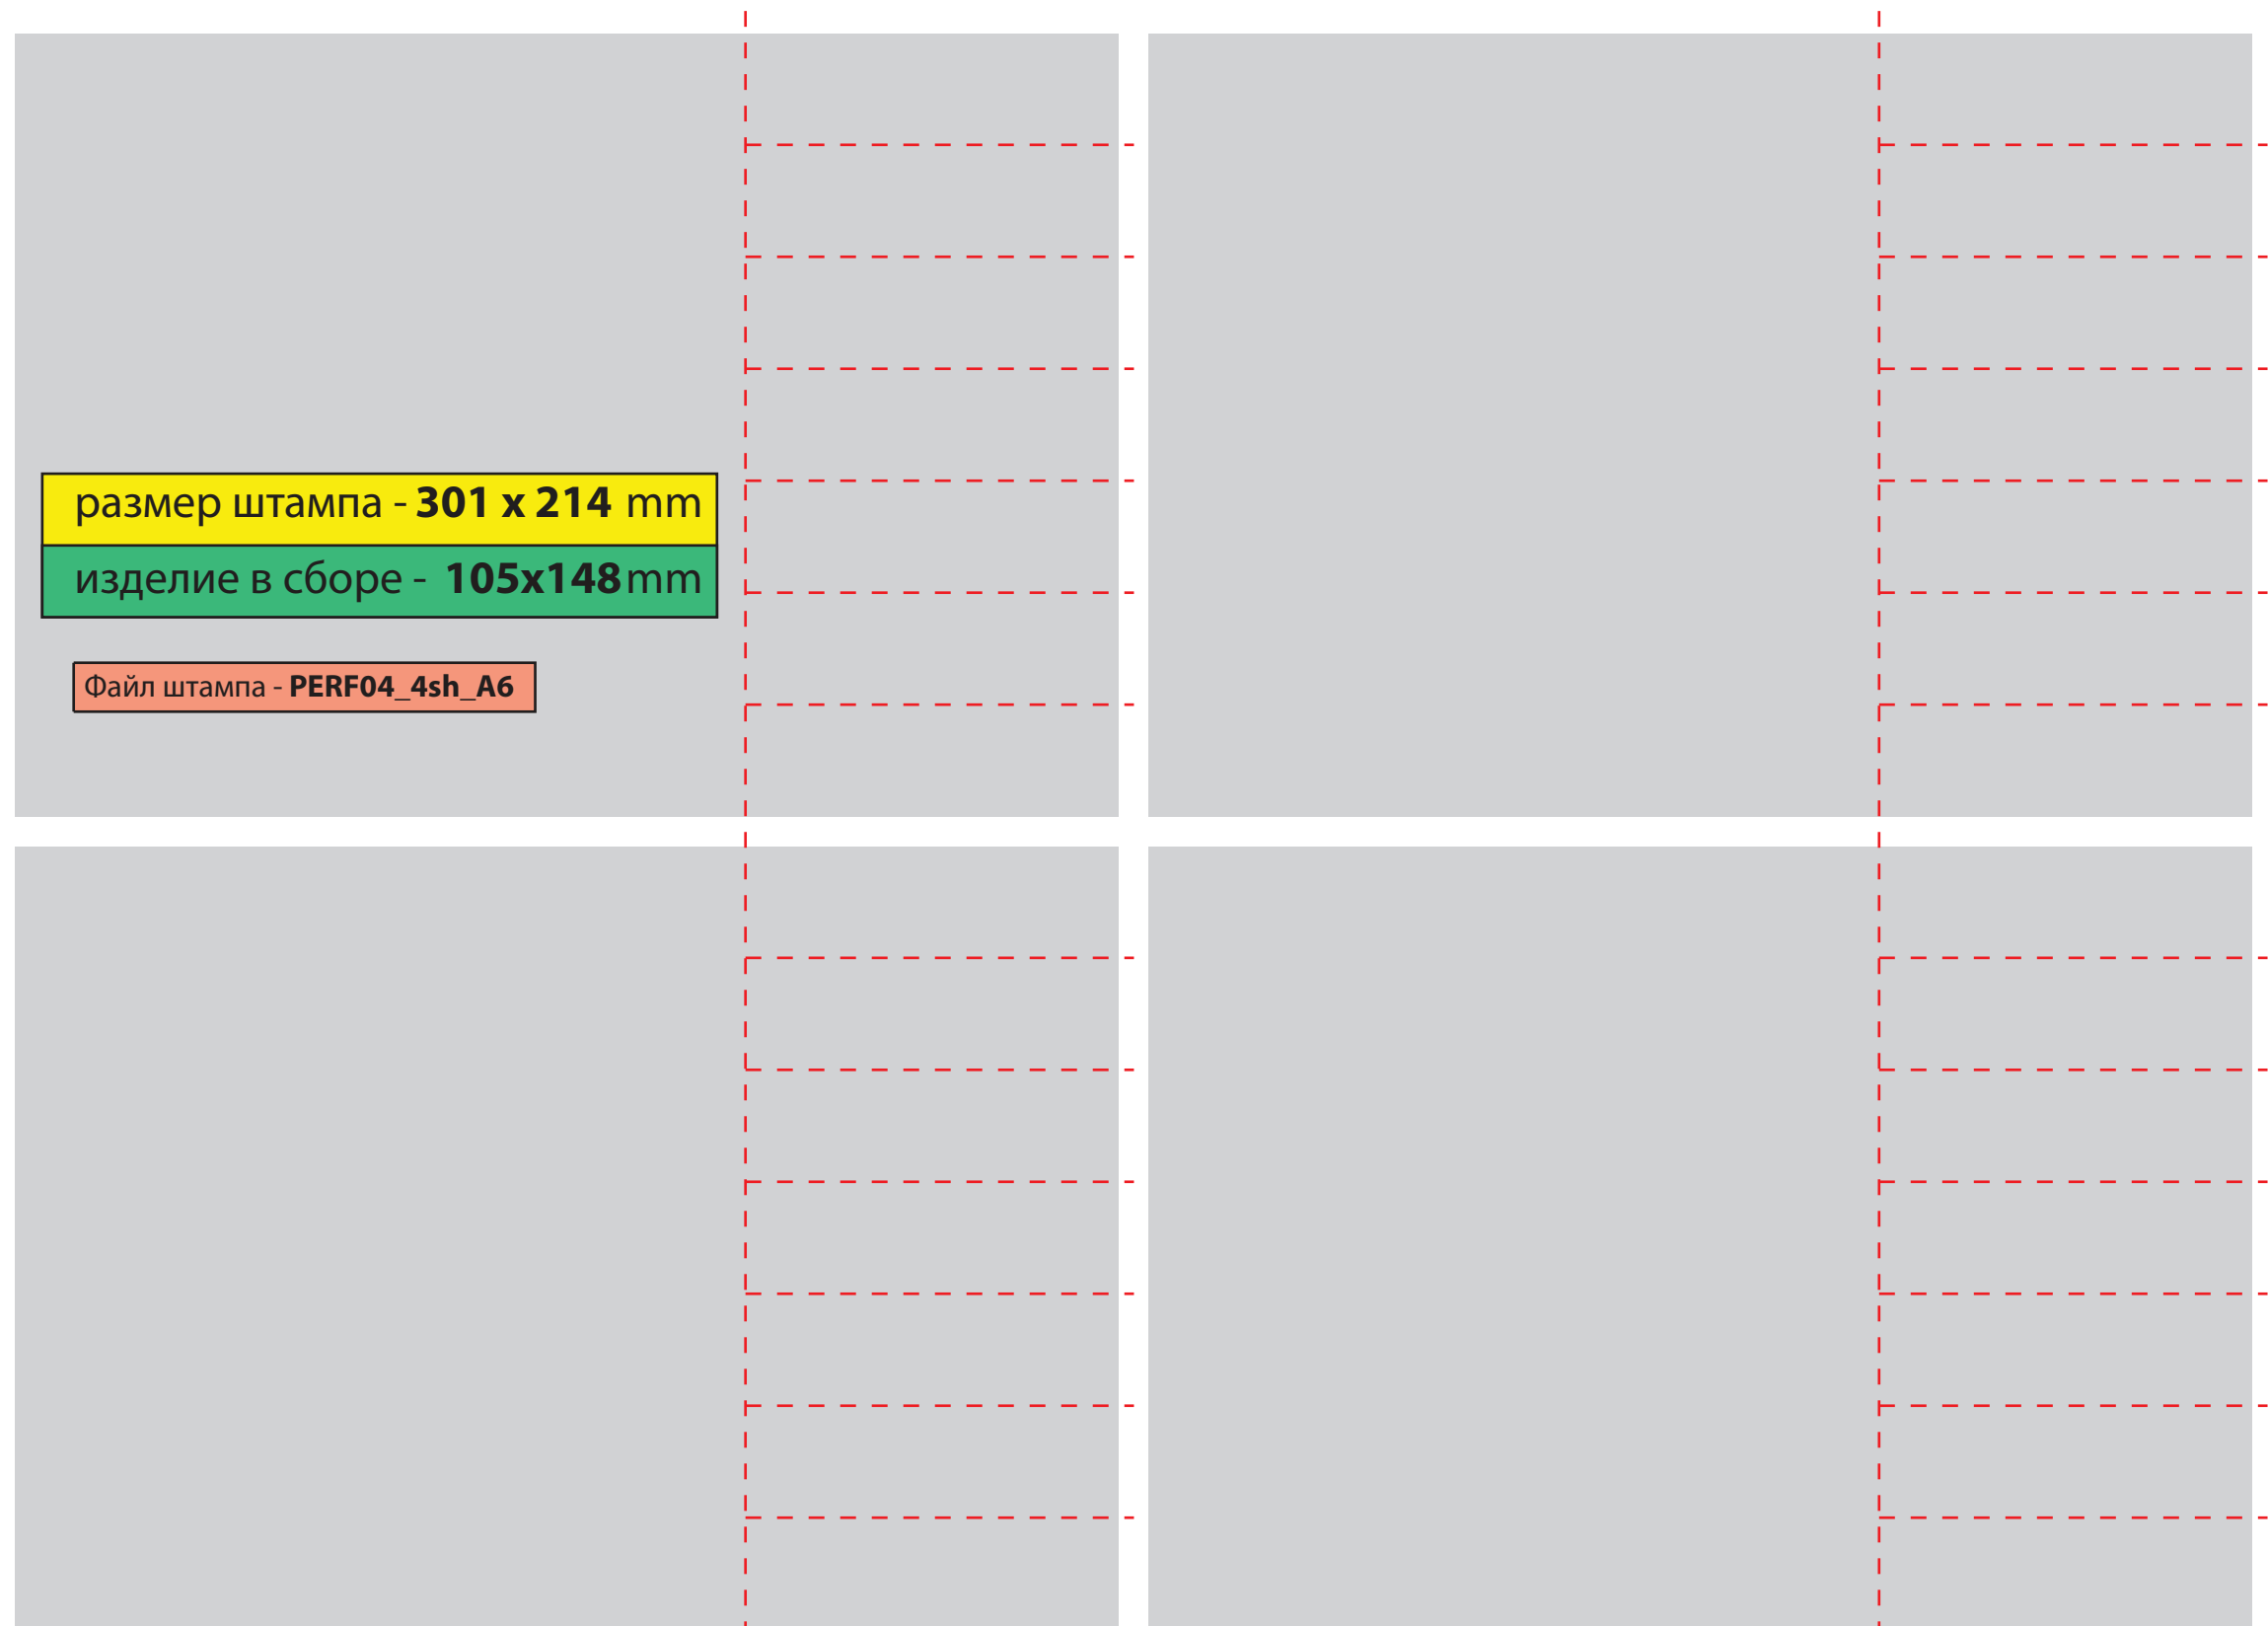 размер штампа - 301 x 214 mm
изделие в сборе - 105x148 mm
Файл штампа - PERF04_4sh_A6